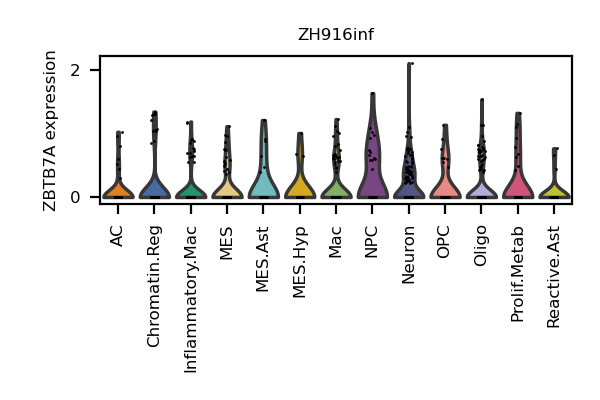 ZH916inf
ZBTB7A expression
2
0
AC
Chromatin.Reg
Inflammatory.Mac
MES
MES.Ast
MES.Hyp
Mac
NPC
Neuron
OPC
Oligo
Prolif.Metab
Reactive.Ast